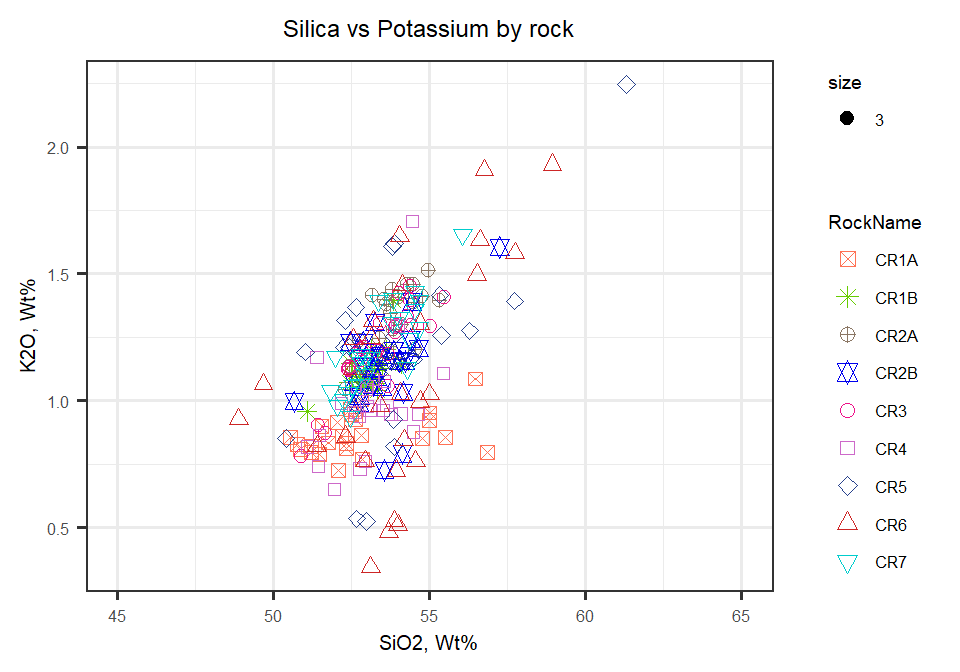 Silica vs Potassium by rock
K2O, Wt%
2.0
1.5
1.0
0.5
45
50
55
60
65
SiO2, Wt%
size
3
RockName
CR1A
CR1B
CR2A
CR2B
CR3
CR4
CR5
CR6
CR7